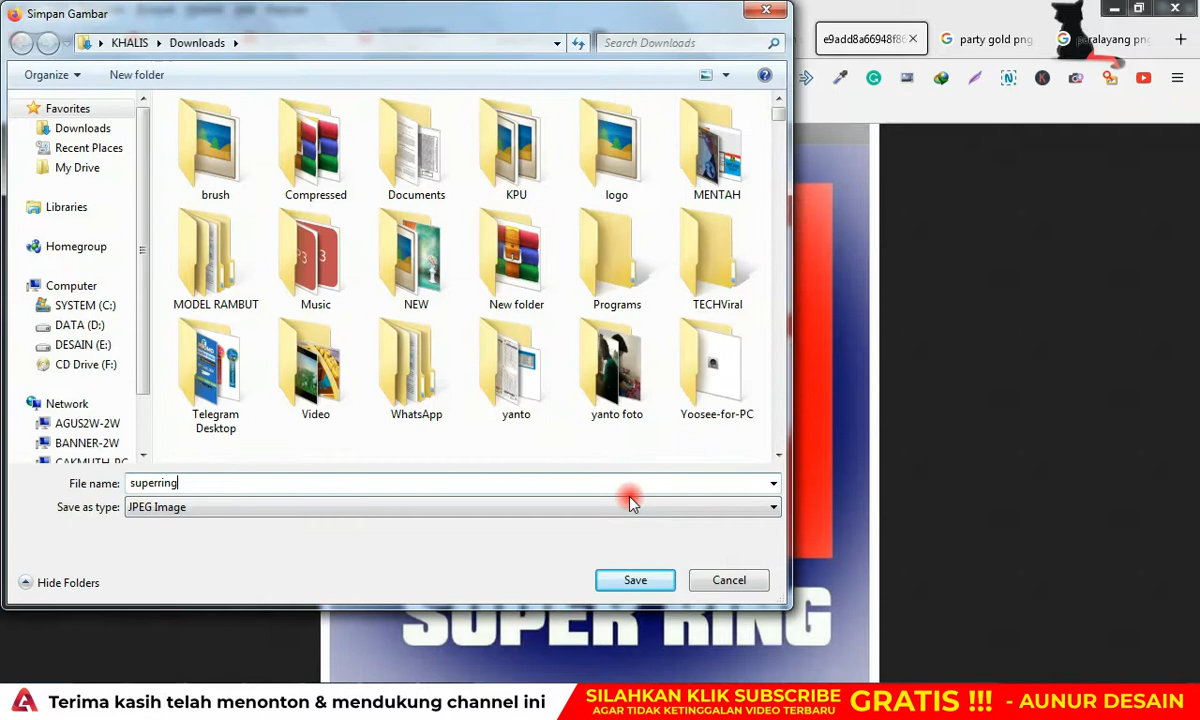 Simpan Gambar
KHALIS
Downloads
Search Downloads
Organize
New folder
Favorites
Downloads
Recent Places
My Drive
Libraries
Homegroup
Computer
SYSTEM (C:)
DATA (D:)
DESAIN (E:)
CD Drive (F:)
Network
AGUS2W-2W
BANNER-2W
CAKMUTH-PC
brush
Compressed
Documents
KPU
logo
MENTAH
MODEL RAMBUT
Music
NEW
New folder
Programs
TECHViral
Telegram
Desktop
Video
WhatsApp
yanto
yanto foto
Yoosee-for-PC
File name: superring
Save as type: JPEG Image
Hide Folders
Save
Cancel
e9add8a66948f86
party gold png
paralayang png
SUPER RING
Terima kasih telah menonton & mendukung channel ini
SILAHKAN KLIK SUBSCRIBE
AGAR TIDAK KETINGGALAN VIDEO TERBARU
GRATIS !!!
- AUNUR DESAIN